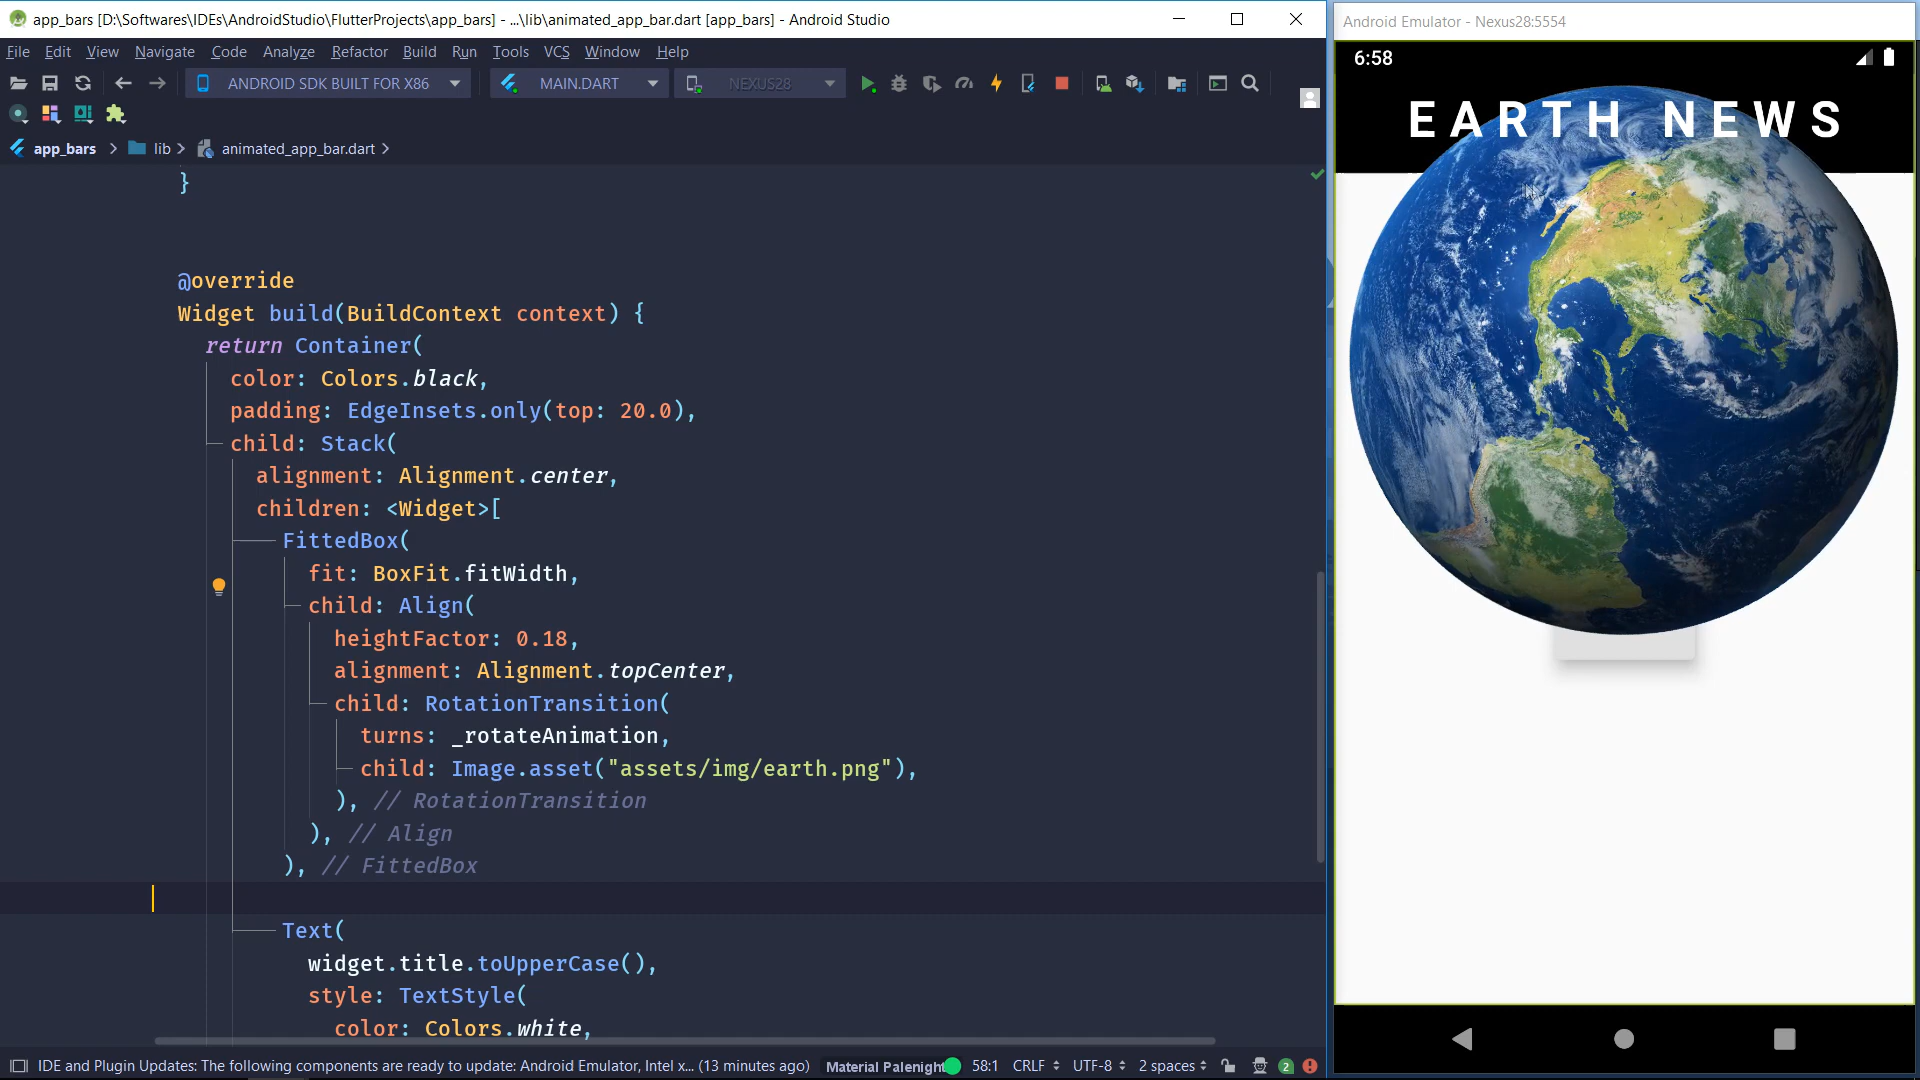 app_bars [D:\Softwares\IDEs\AndroidStudio\FlutterProjects\app_bars] - ...\lib\animated_app_bar.dart [app_bars] - Android Studio
File Edit View Navigate Code Analyze Refactor Build Run Tools VCS Window Help
ANDROID SDK BUILT FOR X86 MAIN.DART NEXUS28
app_bars lib animated_app_bar.dart
}
@override
Widget build(BuildContext context) {
return Container(
color: Colors.black,
padding: EdgeInsets.only(top: 20.0),
child: Stack(
alignment: Alignment.center,
children: <Widget>[
FittedBox(
fit: BoxFit.fitWidth,
child: Align(
heightFactor: 0.18,
alignment: Alignment.topCenter,
child: RotationTransition(
turns: _rotateAnimation,
child: Image.asset("assets/img/earth.png"),
), // RotationTransition
), // Align
), // FittedBox
Text(
widget.title.toUpperCase(),
style: TextStyle(
color: Colors.white,
IDE and Plugin Updates: The following components are ready to update: Android Emulator, Intel x... (13 minutes ago) Material Palenight 58:1 CRLF UTF-8 2 spaces 2
Android Emulator - Nexus28:5554
6:58
EARTH NEWS